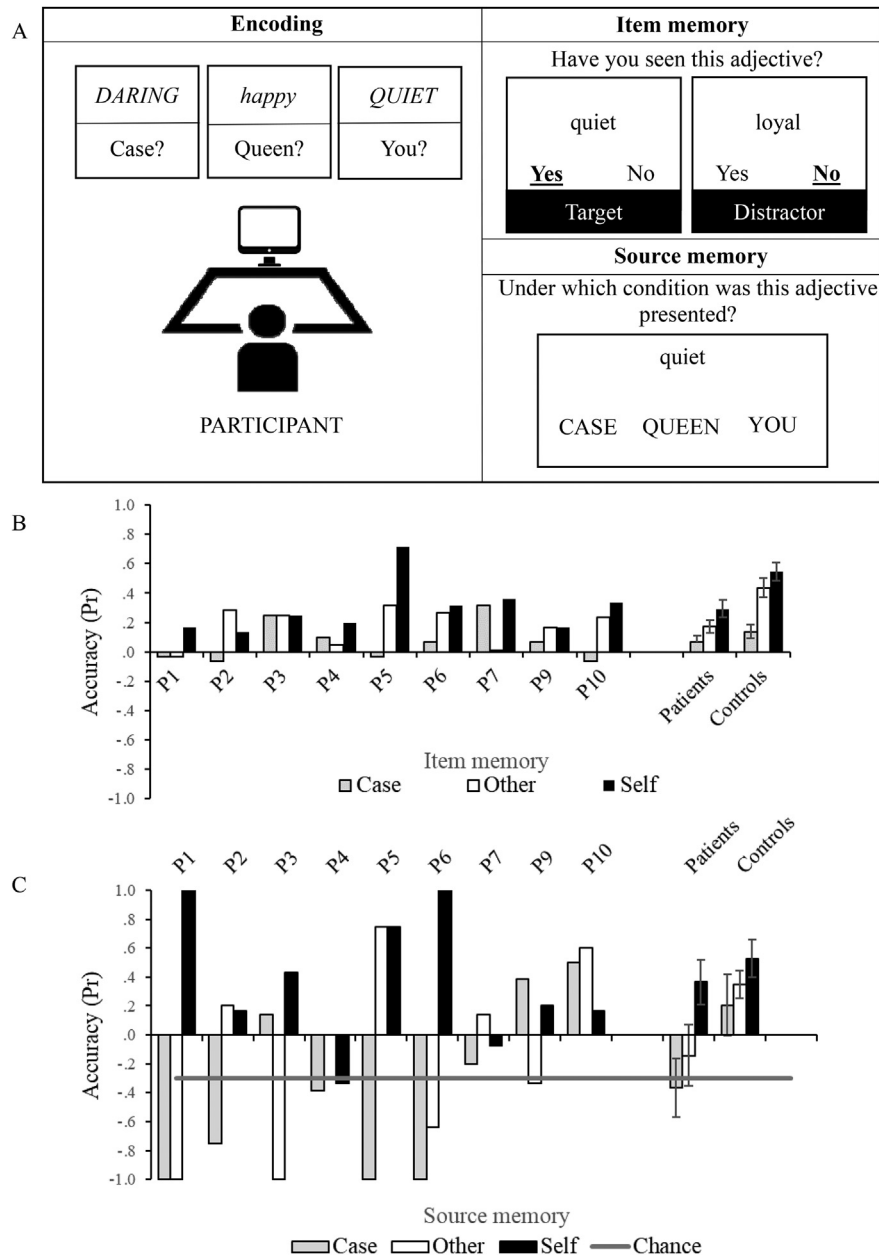 A
Encoding
DARING
happy
QUIET
Case?
Queen?
You?
PARTICIPANT
Item memory
Have you seen this adjective?
quiet
loyal
Yes No
Yes No
Target
Distractor
Source memory
Under which condition was this adjective
presented?
quiet
CASE QUEEN YOU
B
Accuracy (Pr)
1.0
.8
.6
.4
.2
.0
-.2
-.4
-.6
-.8
-1.0
P1 P2 P3 P4 P5 P6 P7 P9 P10 Patients Controls
Item memory
Case Other Self
C
P1 P2 P3 P4 P5 P6 P7 P9 P10 Patients Controls
Accuracy (Pr)
1.0
.8
.6
.4
.2
.0
-.2
-.4
-.6
-.8
-1.0
Source memory
Case Other Self Chance